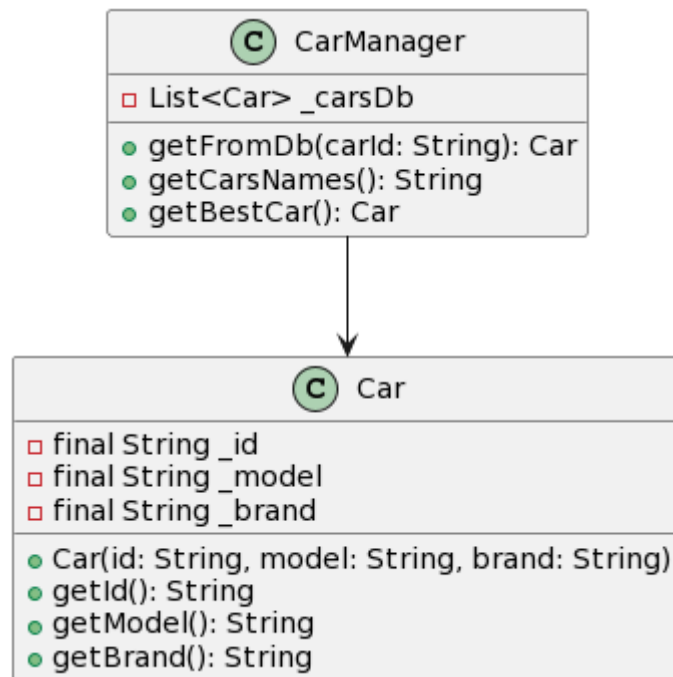 C CarManager
List<Car> _carsDb
getFromDb(carId: String): Car
getCarsNames(): String
getBestCar(): Car
C Car
final String _id
final String _model
final String _brand
Car(id: String, model: String, brand: String)
getId(): String
getModel(): String
getBrand(): String